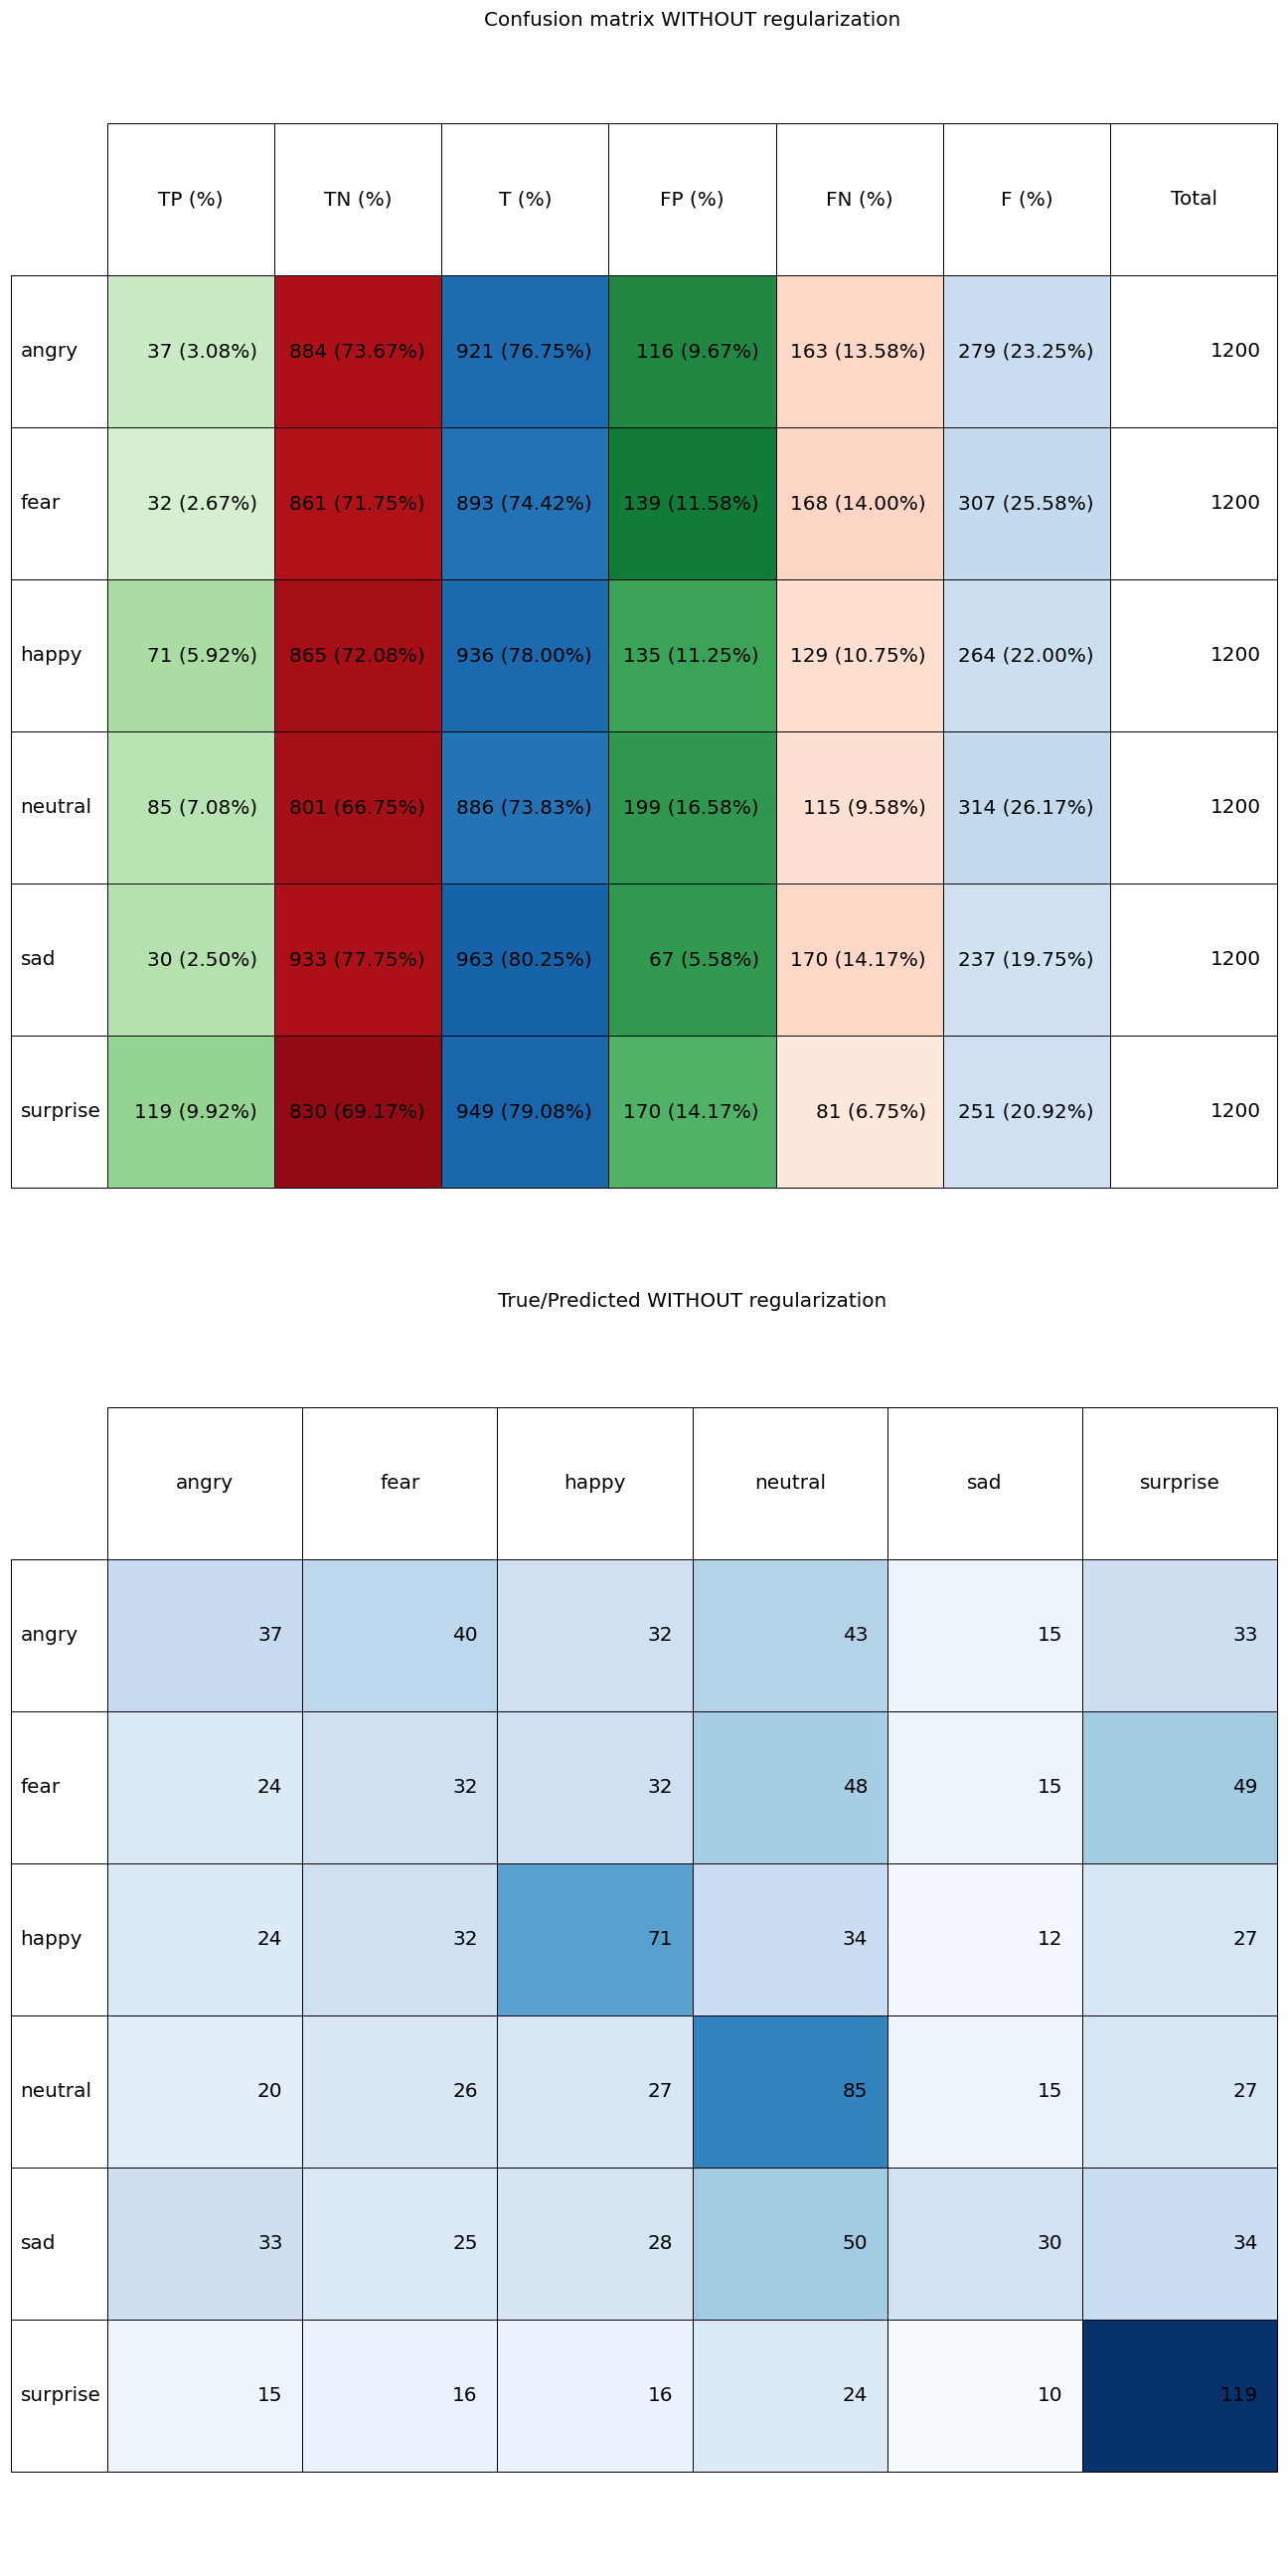 Confusion matrix WITHOUT regularization
TP (%) TN (%) T (%) FP (%) FN (%) F (%) Total
angry 37 (3.08%) 884 (73.67%) 921 (76.75%) 116 (9.67%) 163 (13.58%) 279 (23.25%) 1200
fear 32 (2.67%) 861 (71.75%) 893 (74.42%) 139 (11.58%) 168 (14.00%) 307 (25.58%) 1200
happy 71 (5.92%) 865 (72.08%) 936 (78.00%) 135 (11.25%) 129 (10.75%) 264 (22.00%) 1200
neutral 85 (7.08%) 801 (66.75%) 886 (73.83%) 199 (16.58%) 115 (9.58%) 314 (26.17%) 1200
sad 30 (2.50%) 933 (77.75%) 963 (80.25%) 67 (5.58%) 170 (14.17%) 237 (19.75%) 1200
surprise 119 (9.92%) 830 (69.17%) 949 (79.08%) 170 (14.17%) 81 (6.75%) 251 (20.92%) 1200
True/Predicted WITHOUT regularization
angry fear happy neutral sad surprise
angry 37 40 32 43 15 33
fear 24 32 32 48 15 49
happy 24 32 71 34 12 27
neutral 20 26 27 85 15 27
sad 33 25 28 50 30 34
surprise 15 16 16 24 10 119